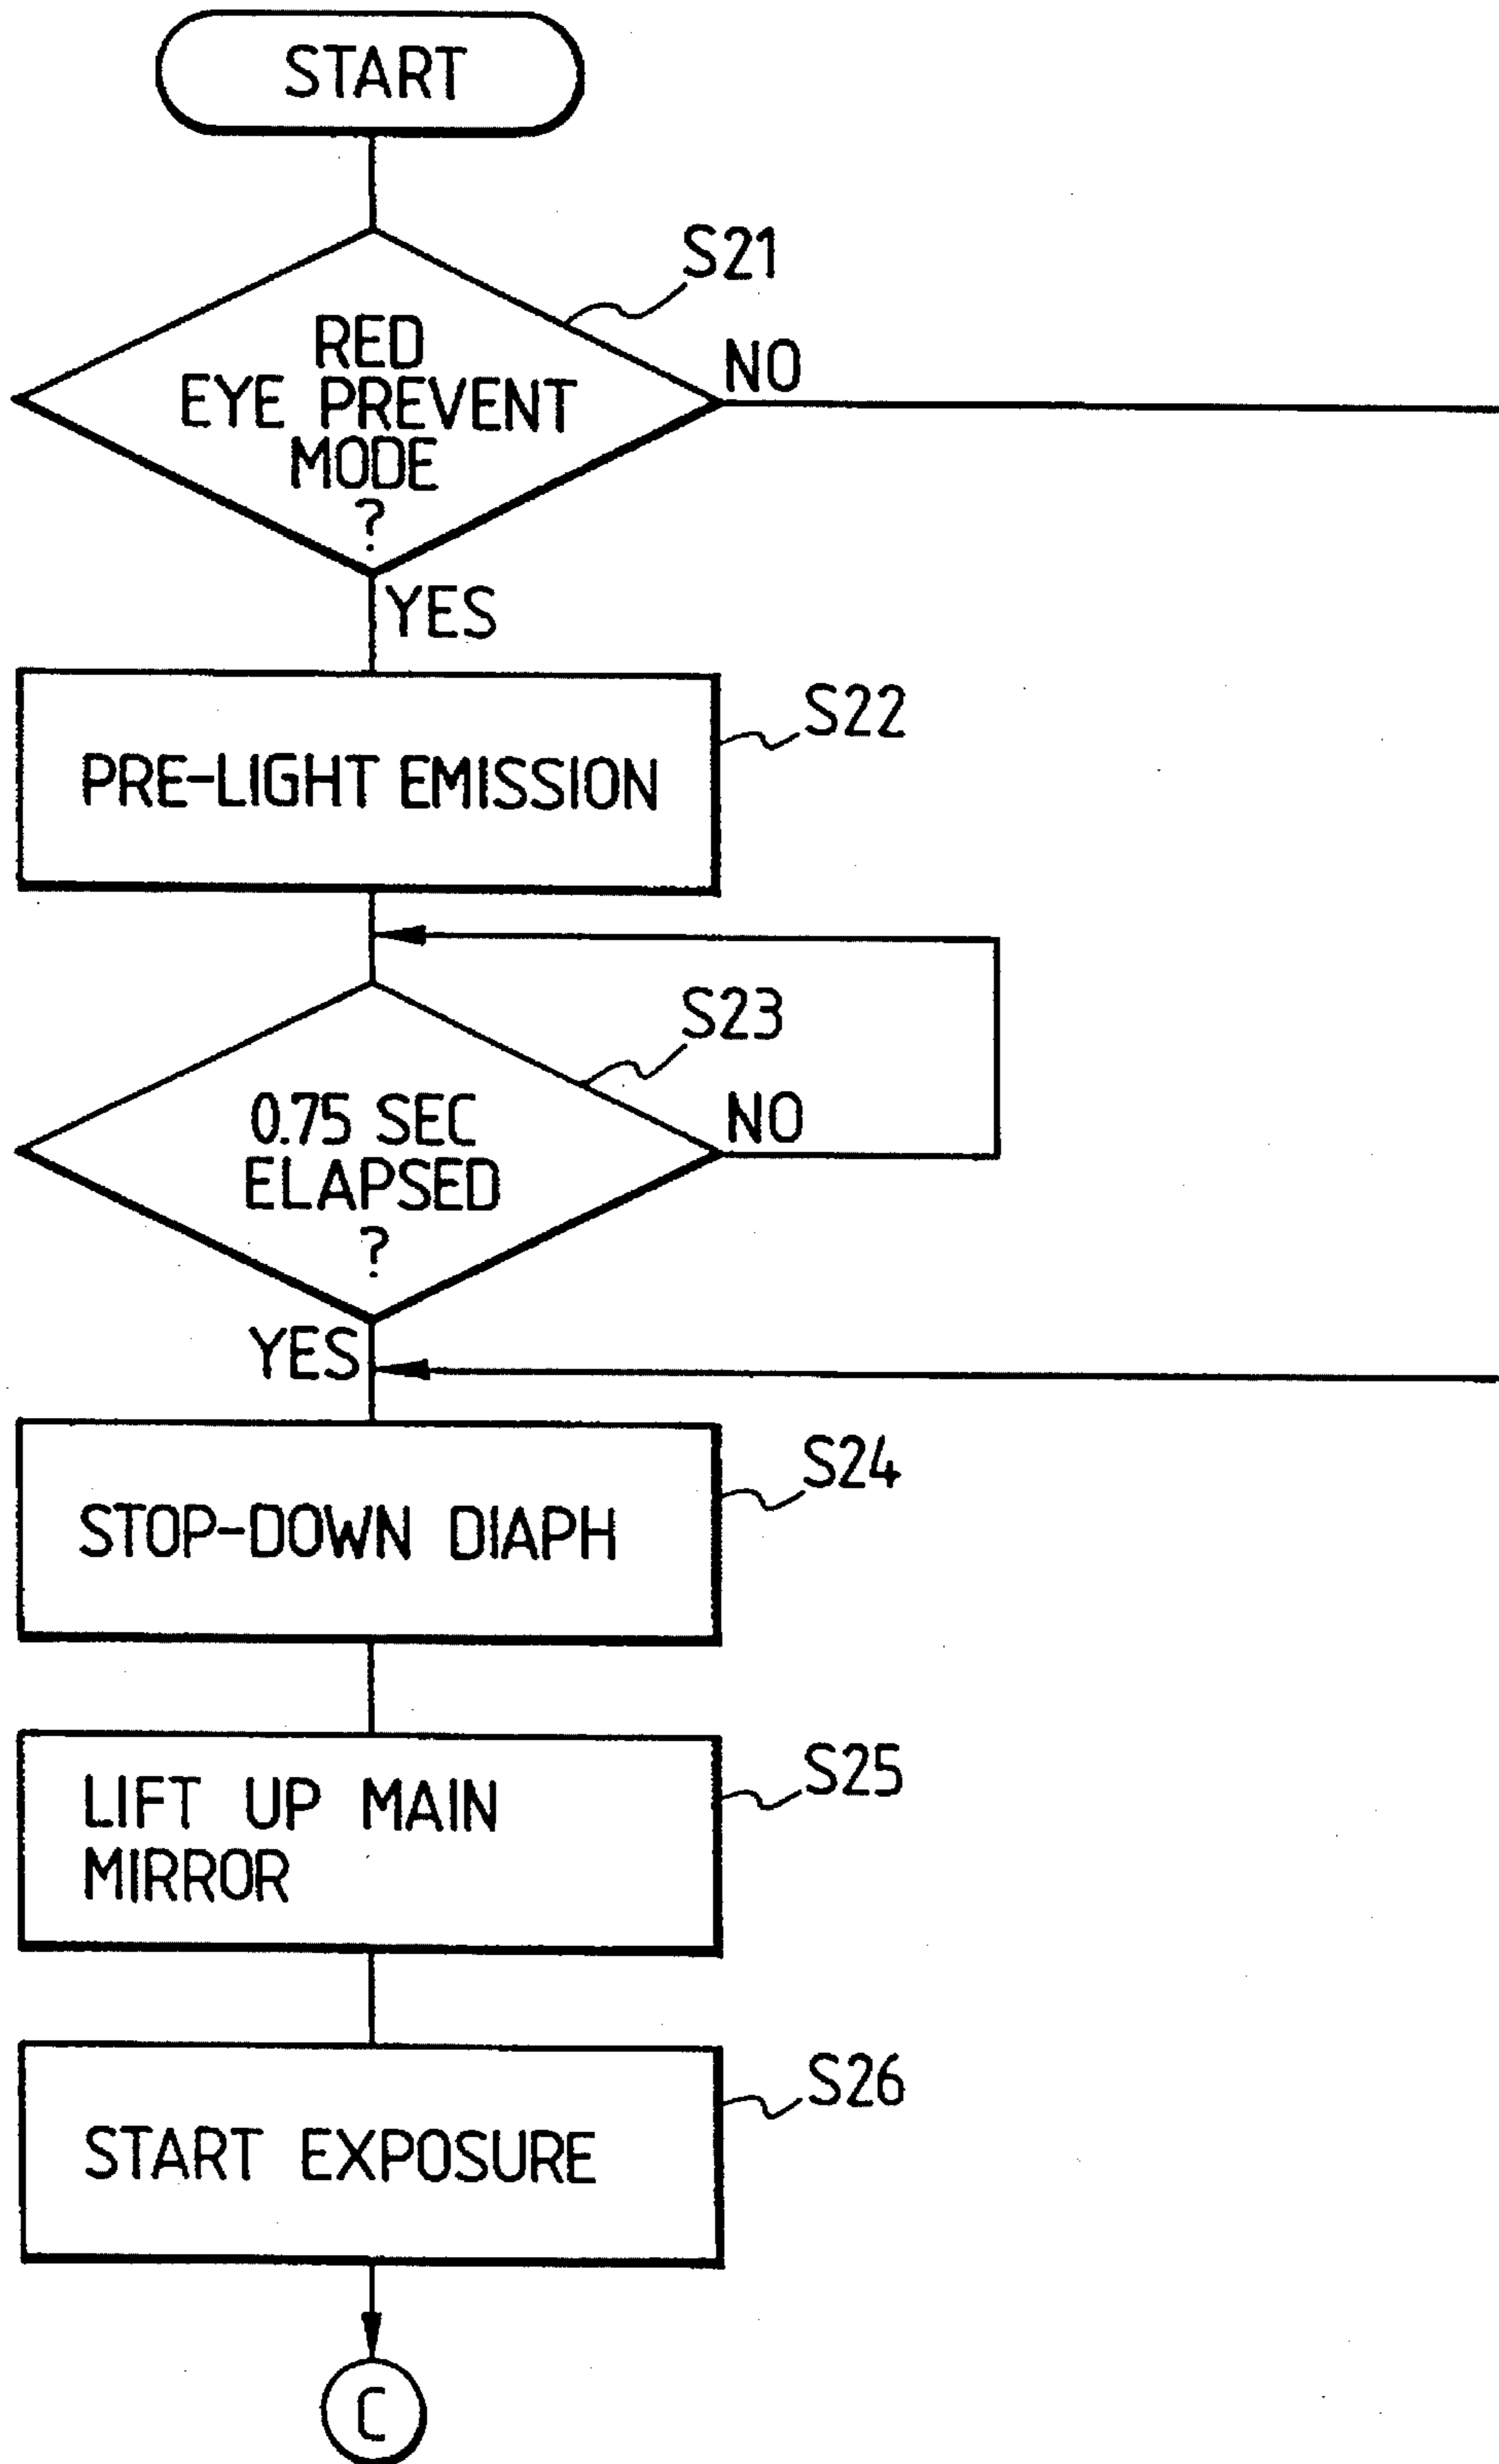 START
S21
RED
EYE PREVENT
MODE
?
NO
YES
S22
PRE-LIGHT EMISSION
S23
0.75 SEC
ELAPSED
?
NO
YES
S24
STOP-DOWN DIAPH
S25
LIFT UP MAIN
MIRROR
S26
START EXPOSURE
C